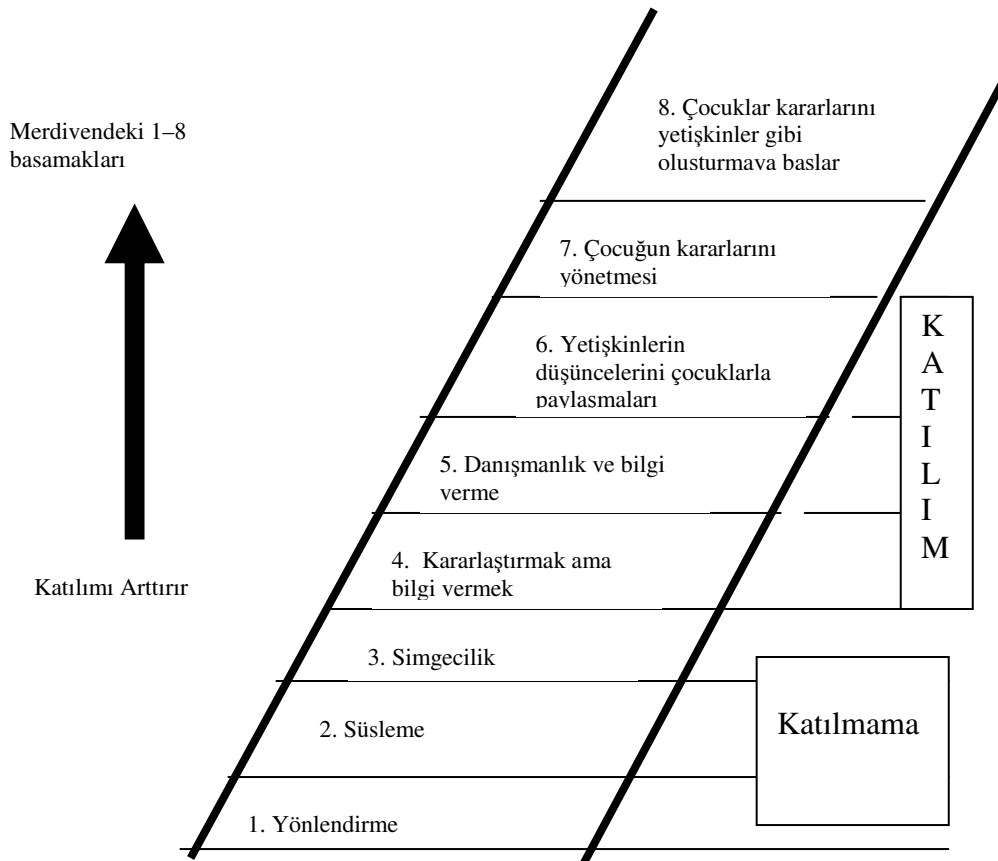 8. Çocuklar kararlarını
yetişkinler gibi
olusturmava baslar
Merdivendeki 1–8
basamakları
7. Çocuğun kararlarını
yönetmesi
6. Yetişkinlerin
düşüncelerini çocuklarla
pavlasmaları
5. Danışmanlık ve bilgi
verme
4. Kararlaştırmak ama
bilgi vermek
K
A
T
I
L
I
M
Katılımı Arttırır
3. Simgecilik
2. Süsleme
Katılmama
1. Yönlendirme